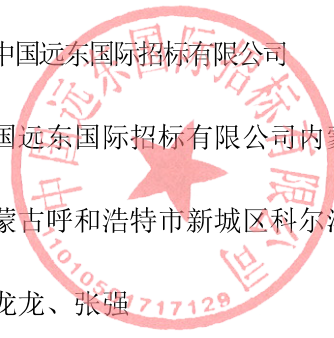 中国远东国际招标有限公司
国远东国际招标有限公司内蒙
蒙古呼和浩特市新城区科尔沁
龙龙、张强
中国远东国际招标有限公司